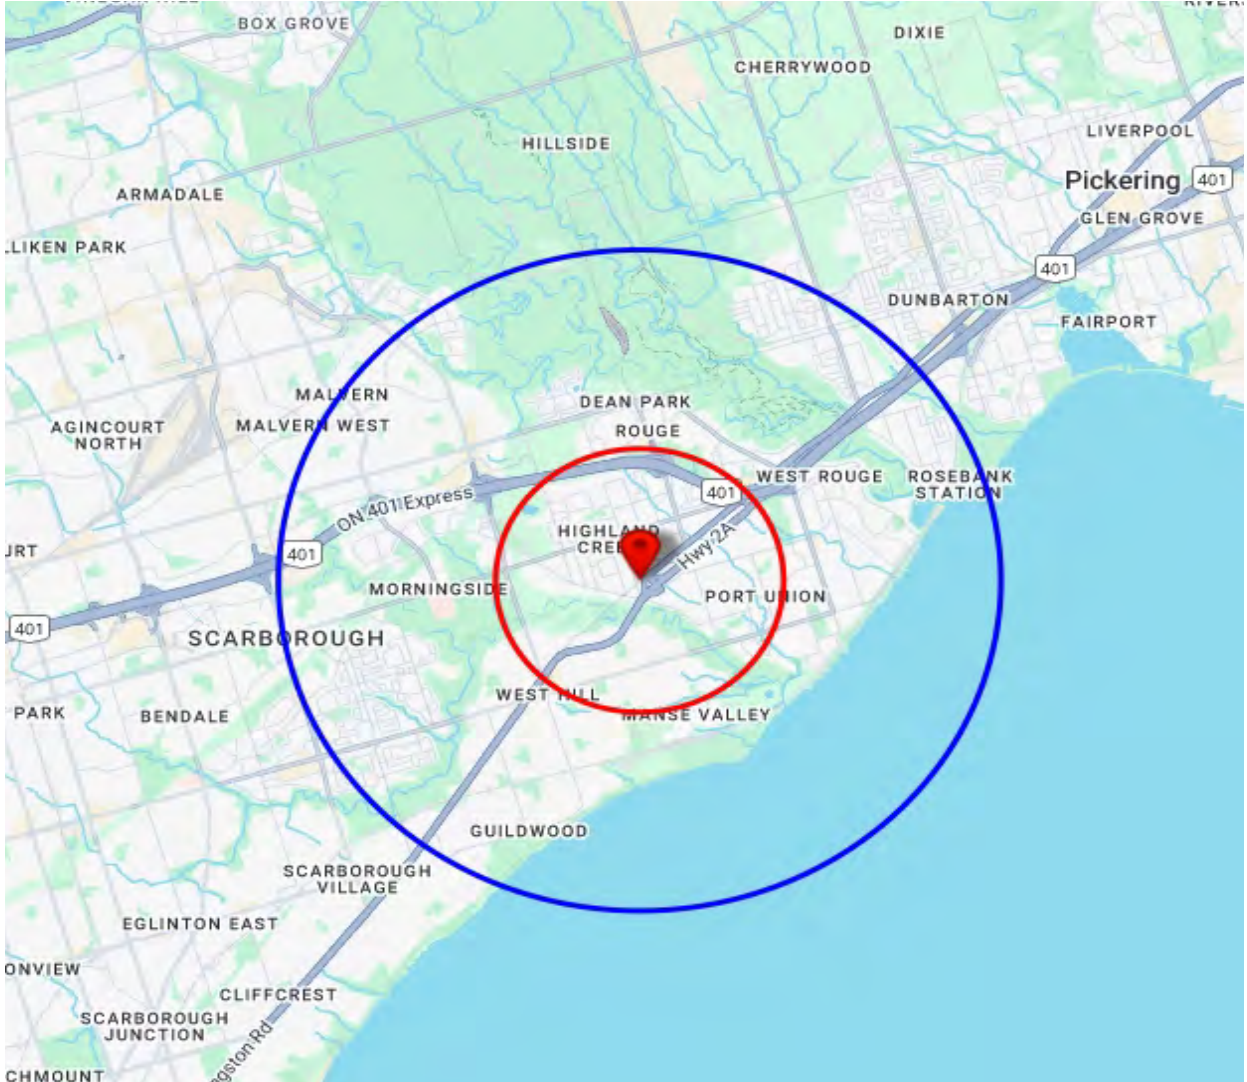 BOX GROVE
DIXIE
CHERRYWOOD
LIVERPOOL
HILLSIDE
Pickering
401
ARMADALE
GLEN GROVE
LLIKEN PARK
401
DUNBARTON
FAIRPORT
MALVERN
DEAN PARK
MALVERN WEST
AGINCOURT
NORTH
ROUGE
WEST ROUGE
ROSEBANK
STATION
401
ON 401 Express
HIGHLAND
CREE
Hwy 2A
URT
401
MORNINGSIDE
PORT UNION
401
SCARBOROUGH
WEST HILL
PARK
BENDALE
MANSE VALLEY
GUILDWOOD
SCARBOROUGH
VILLAGE
EGLINTON EAST
ONVIEW
CLIFFCREST
SCARBOROUGH
JUNCTION
ngston Rd
CHMOUNT